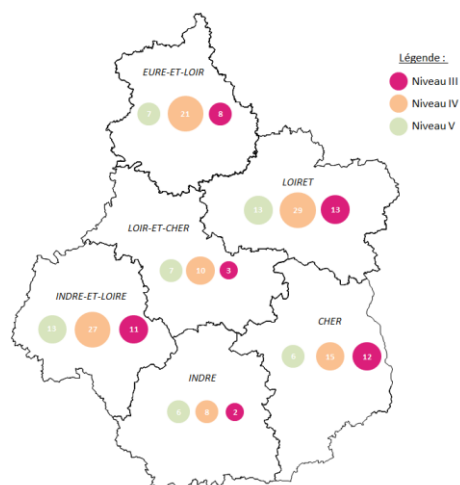 Légende :
Niveau III
Niveau IV
Niveau V
EURE-ET-LOIR
7 21 8
LOIRET
13 29 13
LOIR-ET-CHER
7 10 3
INDRE-ET-LOIRE
13 27 11
CHER
6 15 12
INDRE
6 8 2